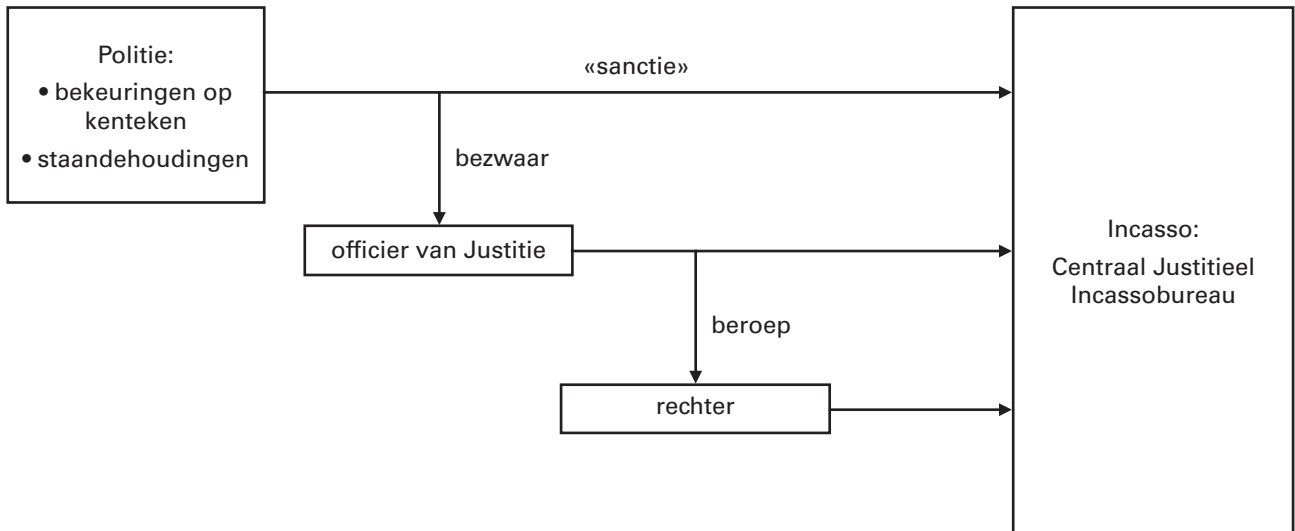 Politie:
• bekeuringen op
kenteken
• staandehoudingen
«sanctie»
bezwaar
officier van Justitie
beroep
rechter
Incasso:
Centraal Justitieel
Incassobureau